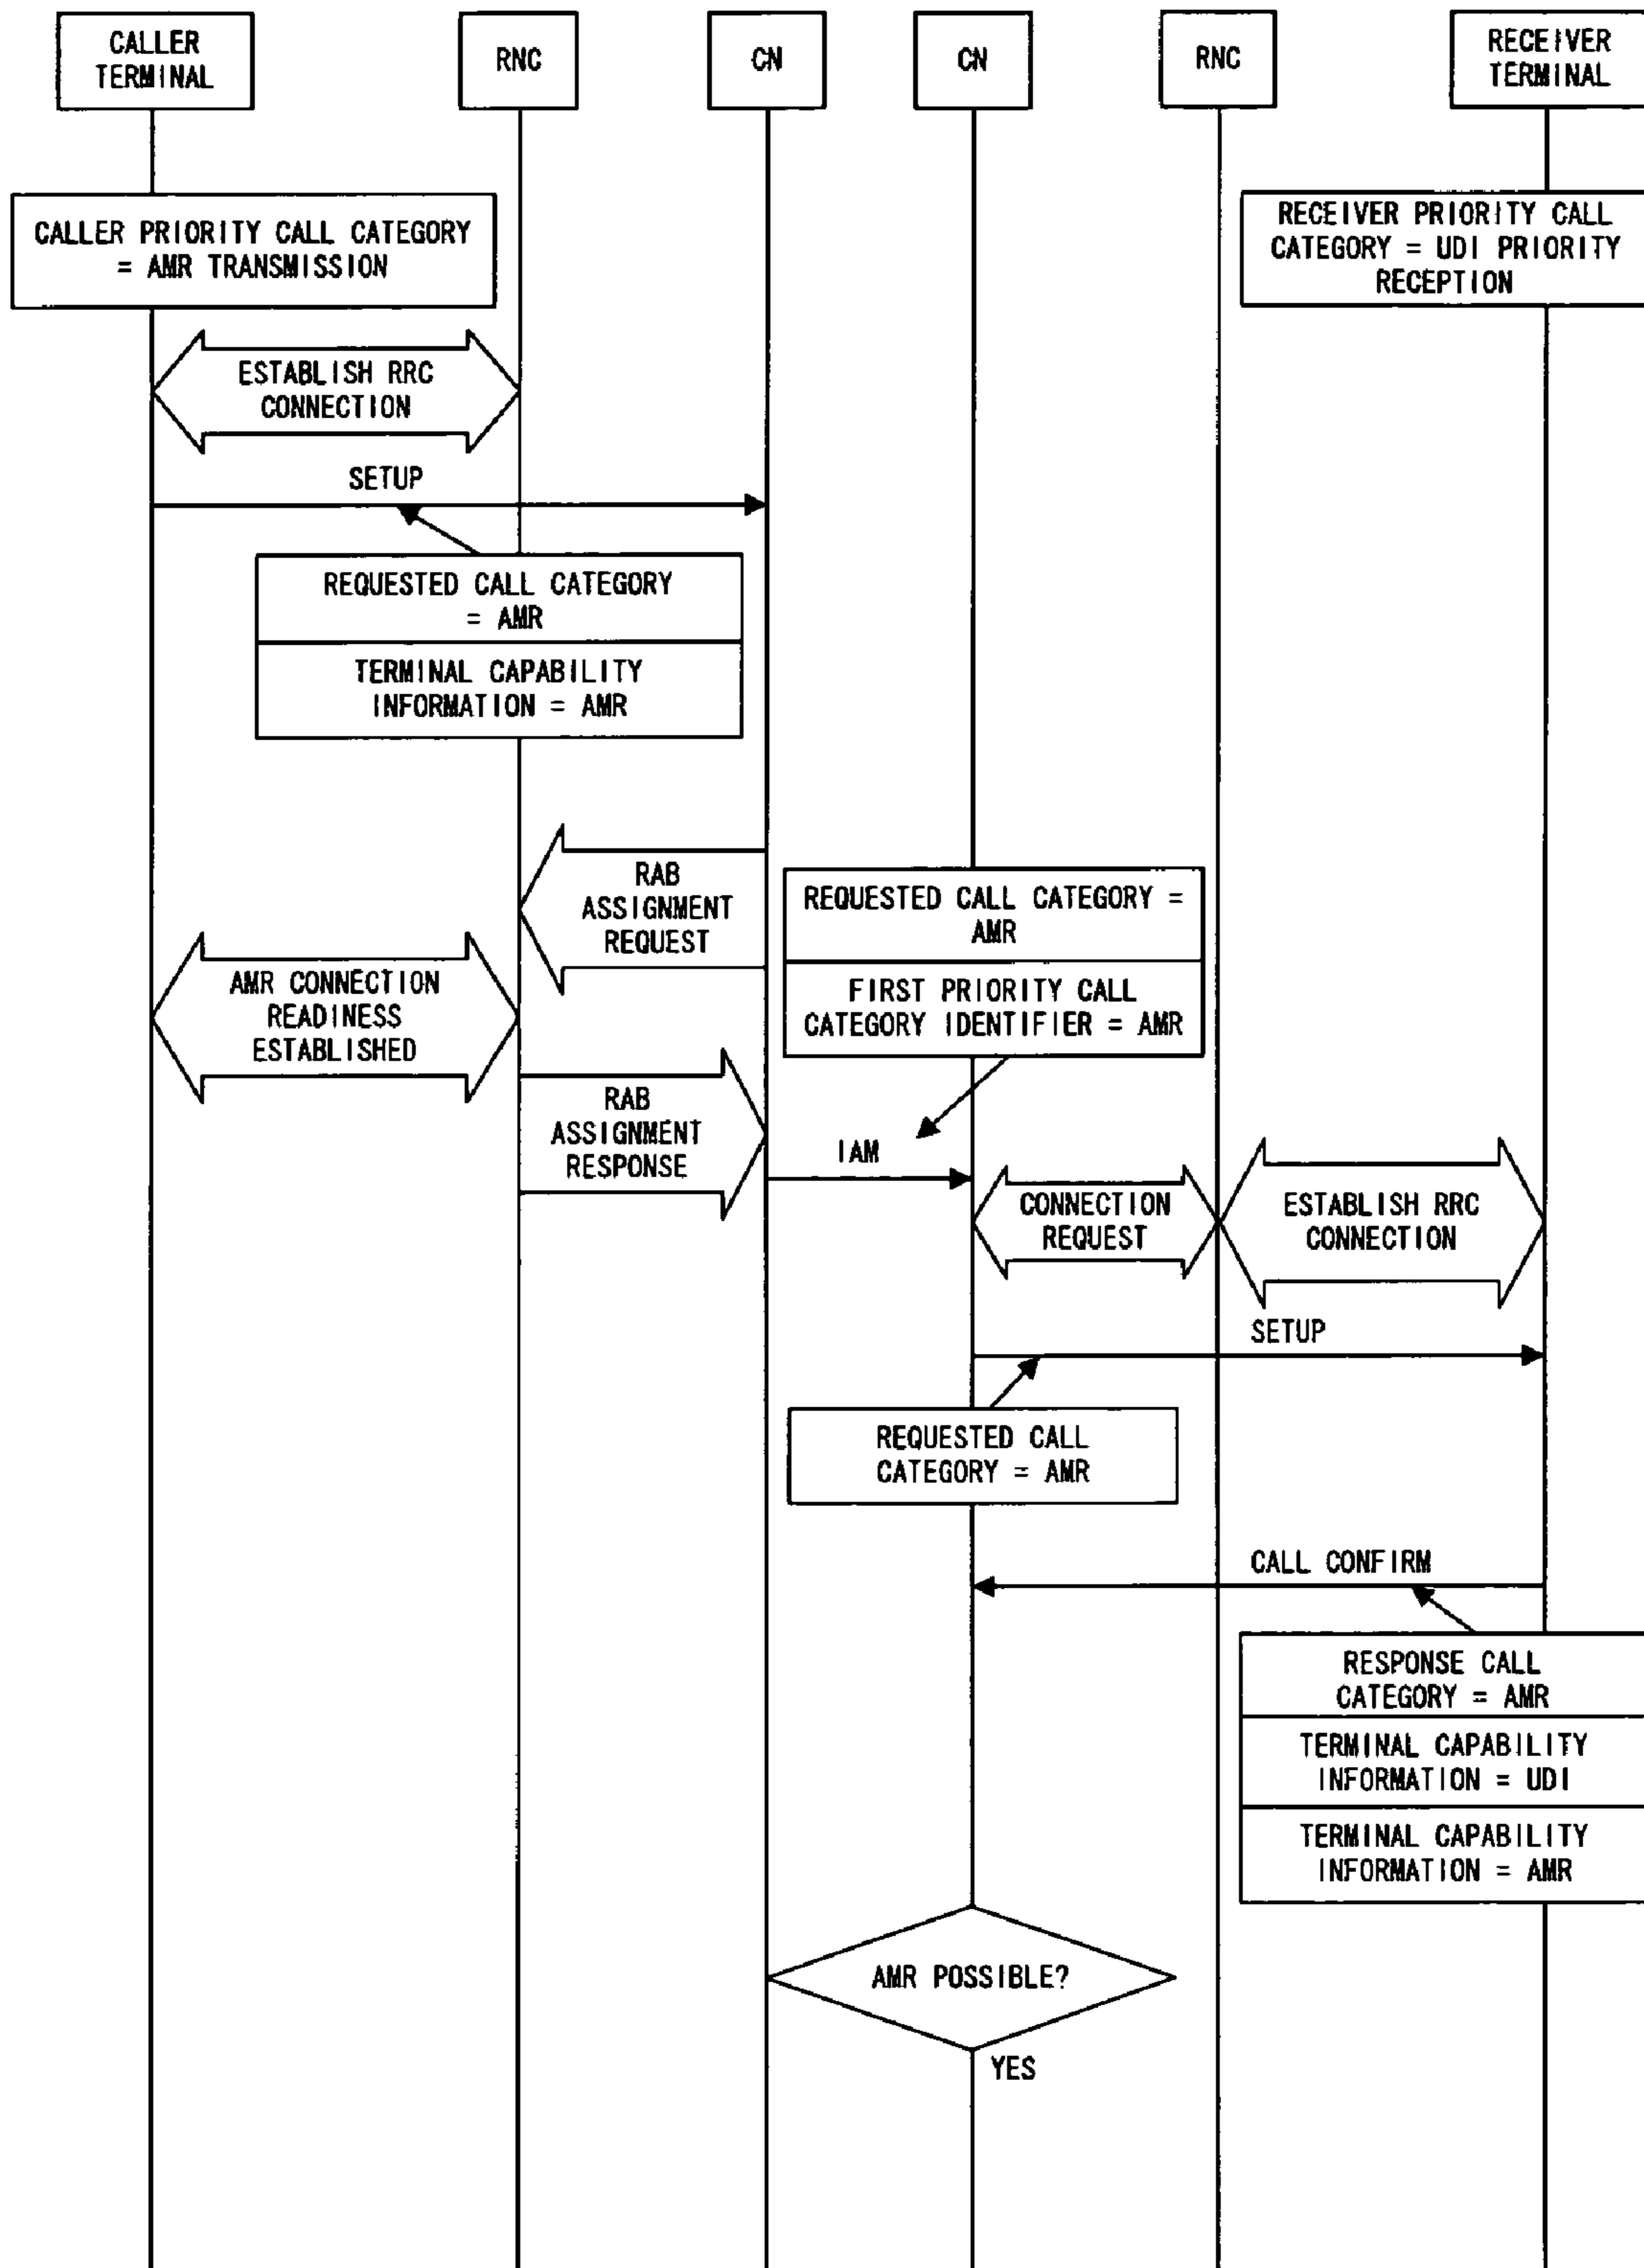 CALLER
TERMINAL
RNC
CN
CN
RNC
RECEIVER
TERMINAL
CALLER PRIORITY CALL CATEGORY
= AMR TRANSMISSION
RECEIVER PRIORITY CALL
CATEGORY = UDI PRIORITY
RECEPTION
ESTABLISH RRC
CONNECTION
SETUP
REQUESTED CALL CATEGORY
= AMR
TERMINAL CAPABILITY
INFORMATION = AMR
RAB
ASSIGNMENT
REQUEST
REQUESTED CALL CATEGORY =
AMR
FIRST PRIORITY CALL
CATEGORY IDENTIFIER = AMR
AMR CONNECTION
READINESS
ESTABLISHED
RAB
ASSIGNMENT
RESPONSE
IAM
CONNECTION
REQUEST
ESTABLISH RRC
CONNECTION
SETUP
REQUESTED CALL
CATEGORY = AMR
CALL CONFIRM
RESPONSE CALL
CATEGORY = AMR
TERMINAL CAPABILITY
INFORMATION = UDI
TERMINAL CAPABILITY
INFORMATION = AMR
AMR POSSIBLE?
YES